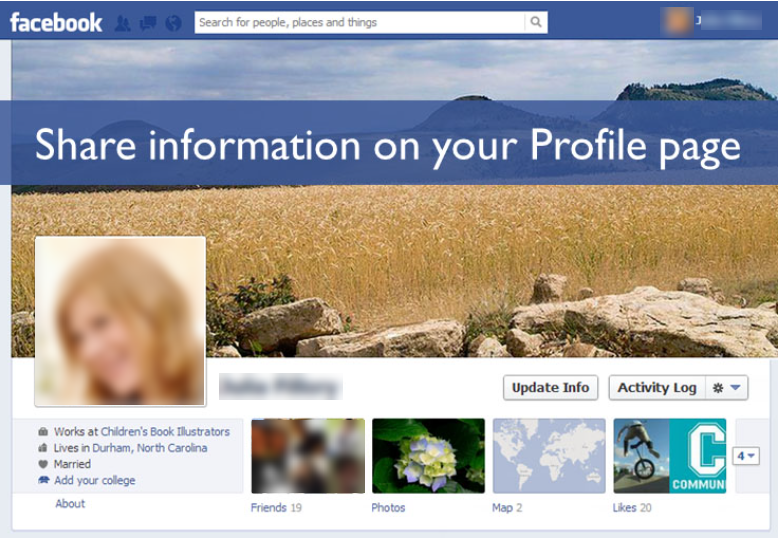 facebook
Search for people, places and things
J
Share information on your Profile page
Update Info
Activity Log
Works at Children's Book Illustrators
Lives in Durham, North Carolina
Married
Add your college
About
C
COMMUNI
4
Friends 19
Photos
Map 2
Likes 20